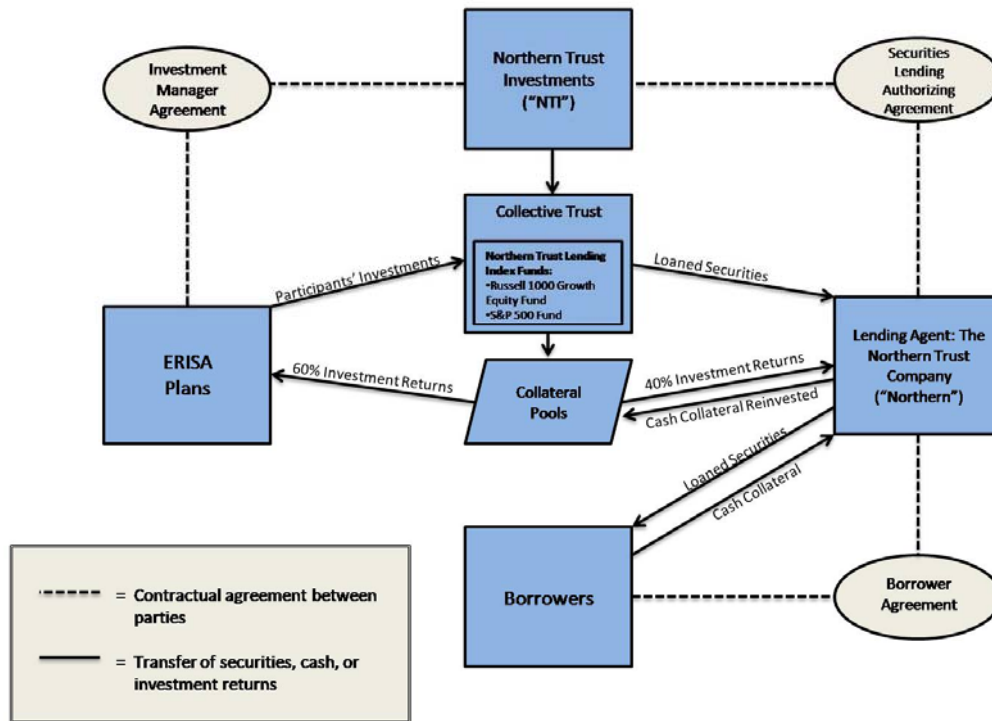 Northern Trust
Investments
("NTI")
Investment
Manager
Agreement
Securities
Lending
Authorizing
Agreement
Collective Trust
Northern Trust Lending
Index Funds:
•Russell 1000 Growth
Equity Fund
•S&P 500 Fund
Participants' Investments
Loaned Securities
ERISA
Plans
60% Investment Returns
Collateral
Pools
40% Investment Returns
Cash Collateral Reinvested
Lending Agent: The
Northern Trust
Company
("Northern")
Loaned Securities
Cash Collateral
Borrowers
Borrower
Agreement
= Contractual agreement between
parties
= Transfer of securities, cash, or
investment returns